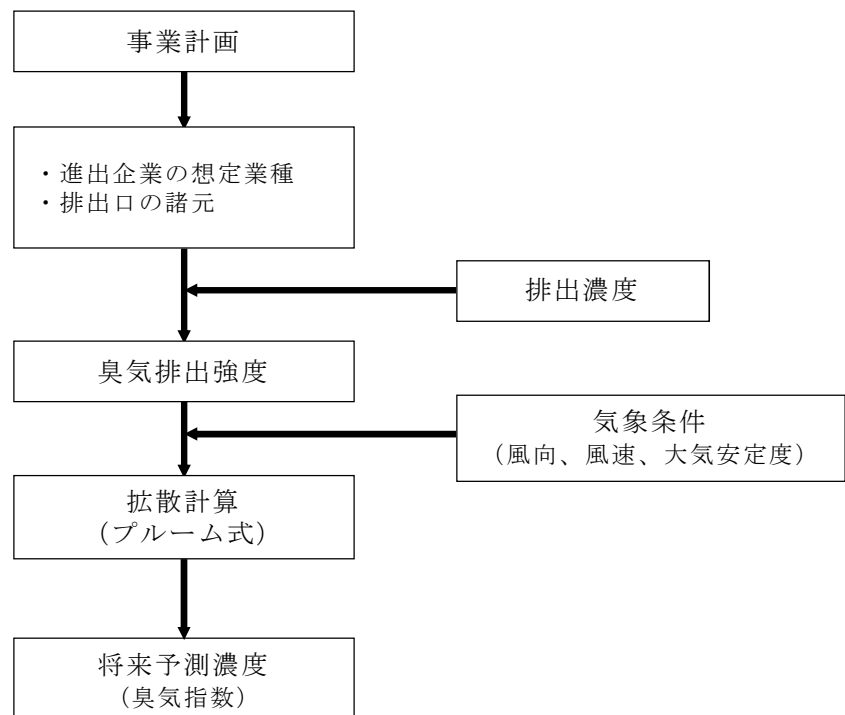 事業計画
・進出企業の想定業種
・排出口の諸元
排出濃度
臭気排出強度
気象条件
（風向、風速、大気安定度）
拡散計算
（プルーム式）
将来予測濃度
（臭気指数）